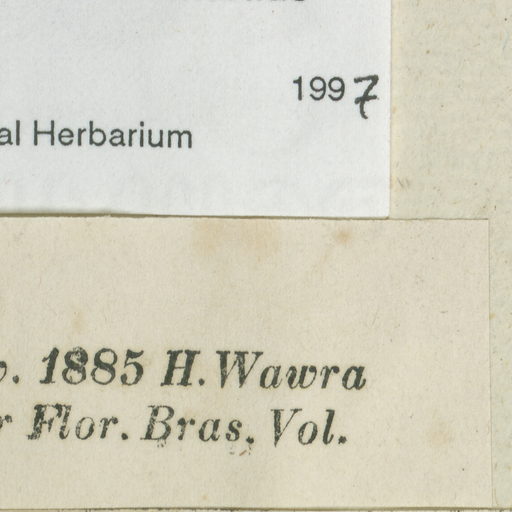 1997
al Herbarium
v. 1885 H. Wawra
r Flor. Bras. Vol.